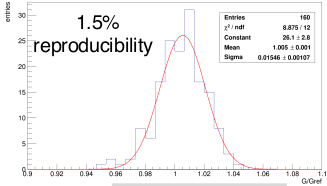 1.5%
reproducibility
Entries 160
χ² / ndf 8.875 / 12
Constant 26.1 ± 2.8
Mean 1.005 ± 0.001
Sigma 0.01546 ± 0.00107
entries
30
25
20
15
10
5
0
0.9 0.92 0.94 0.96 0.98 1 1.02 1.04 1.06 1.08 1.1
G/Gref